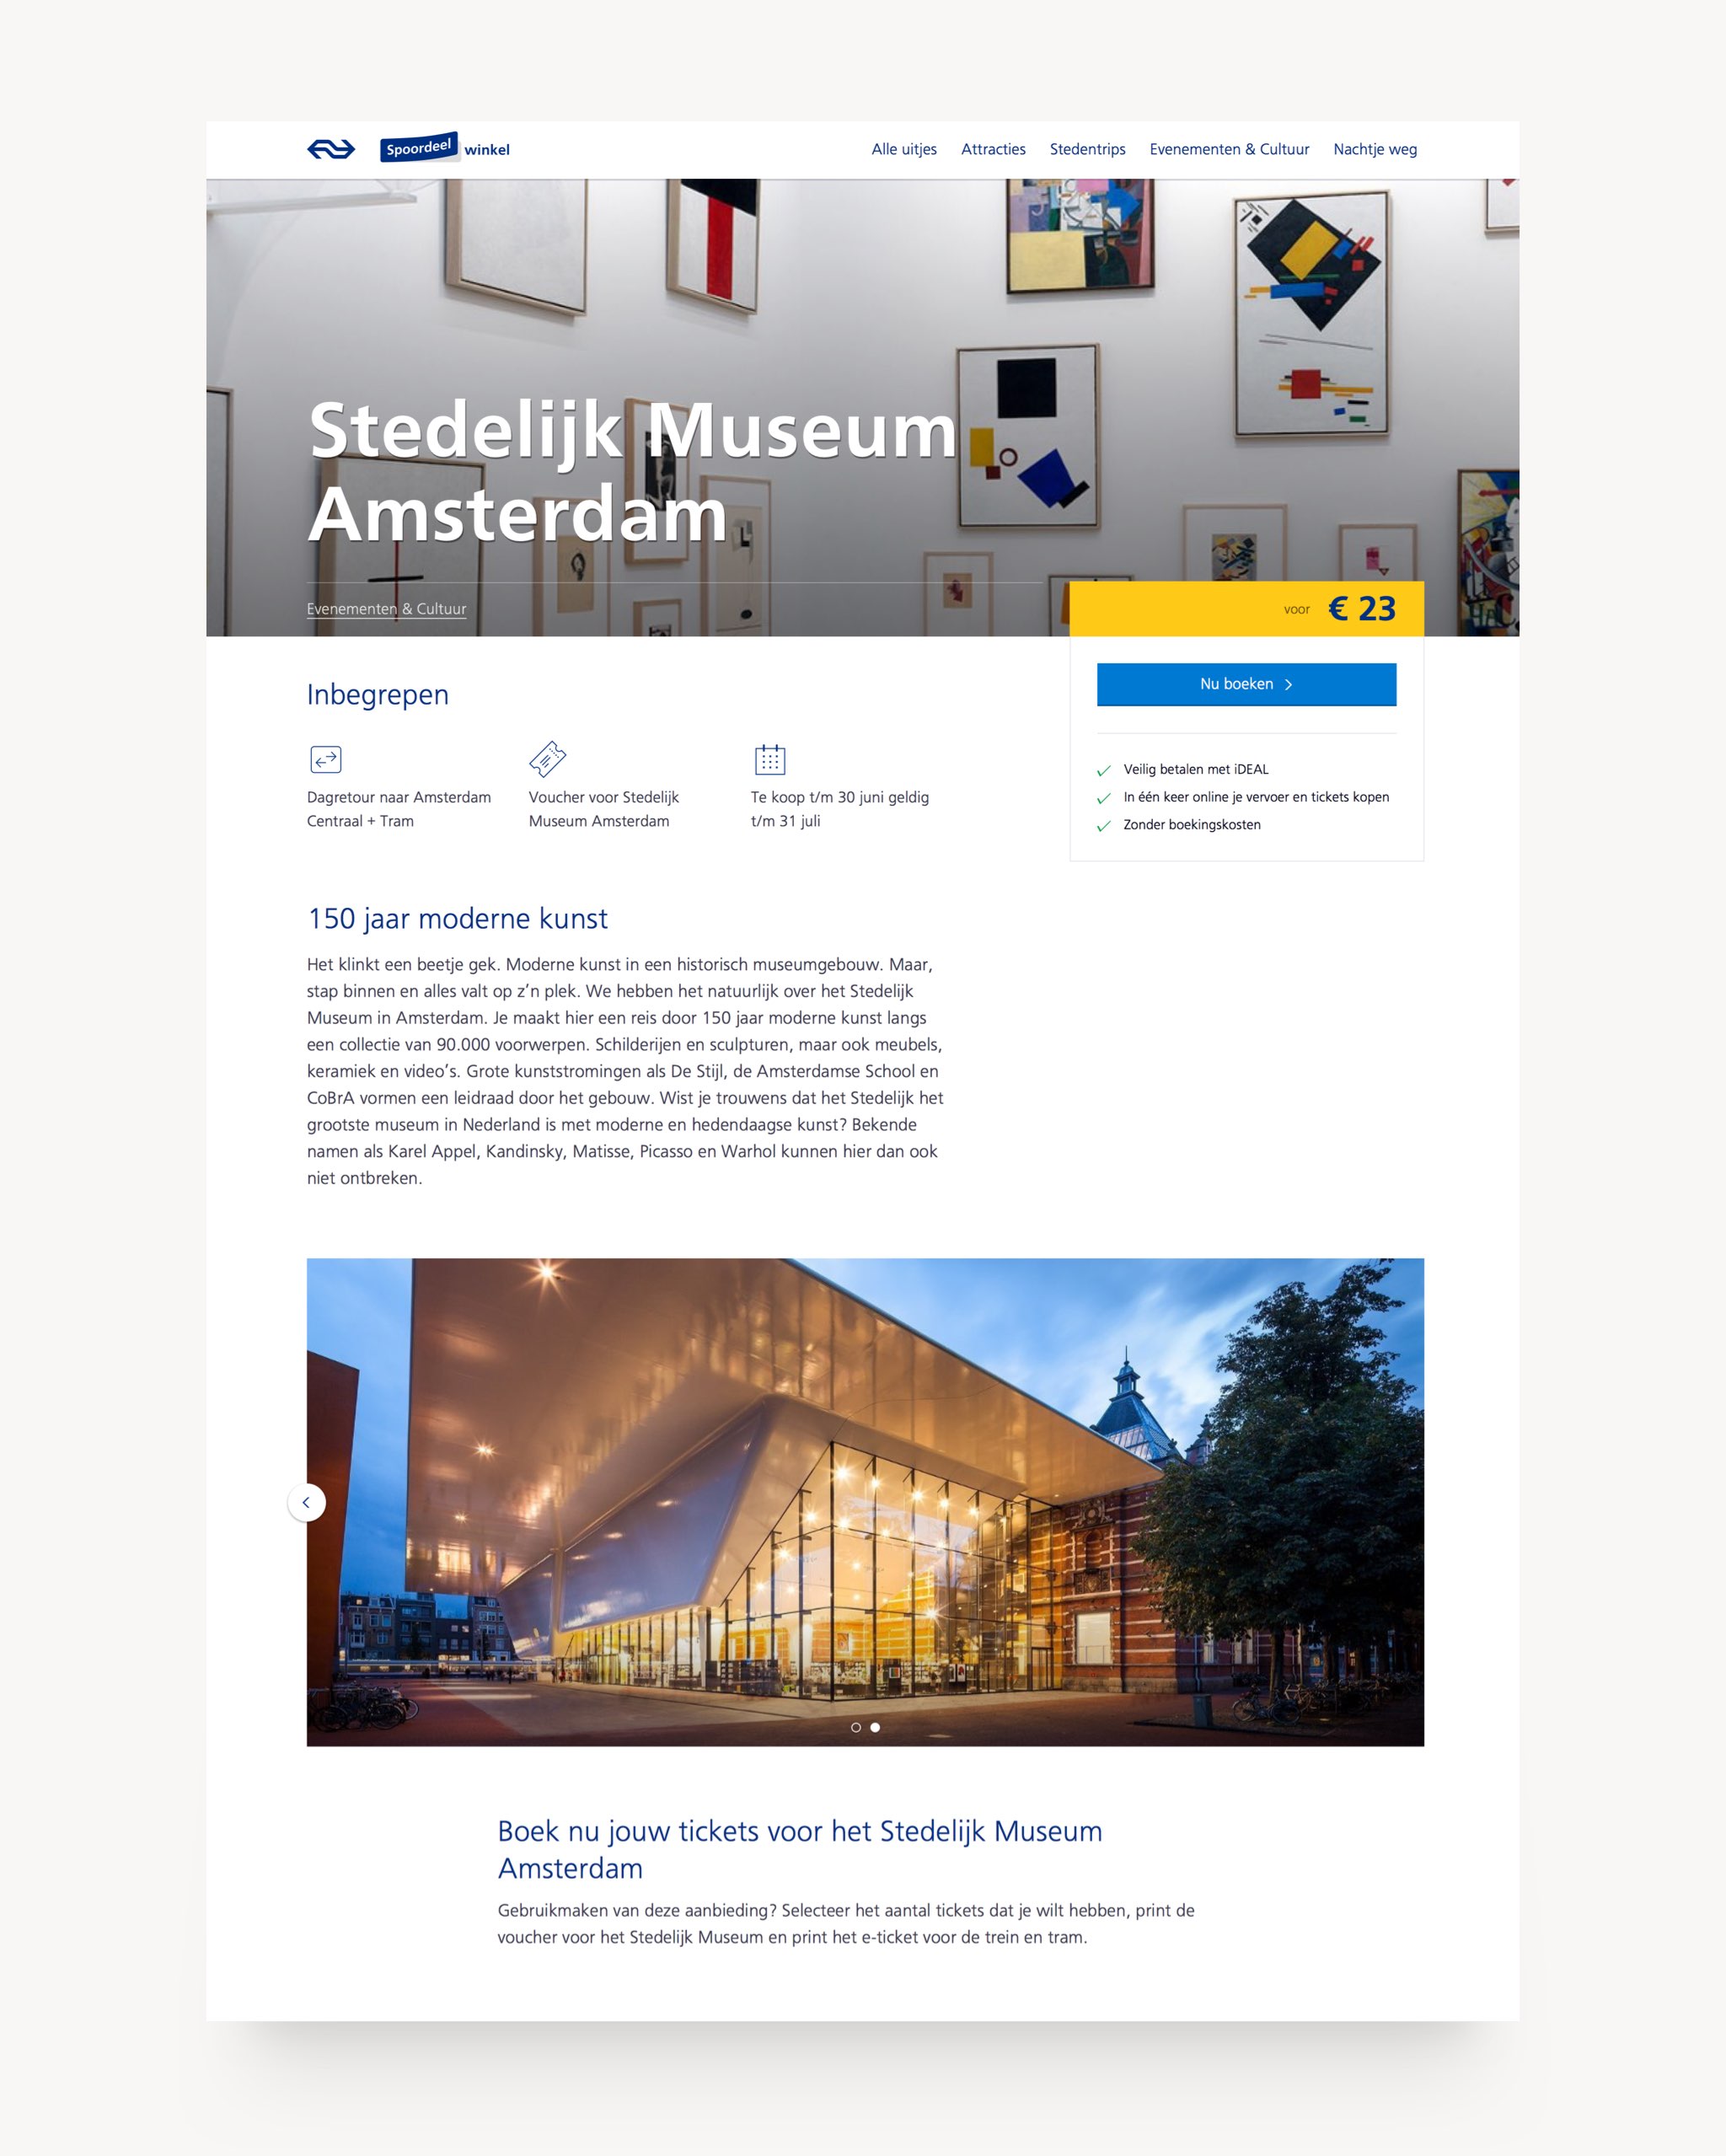 Spoordeel winkel
Alle uitjes Attracties Stedentrips Evenementen & Cultuur Nachtje weg
Stedelijk Museum
Amsterdam
Evenementen & Cultuur
voor € 23
Nu boeken
Veilig betalen met iDEAL
In één keer online je vervoer en tickets kopen
Zonder boekingskosten
Inbegrepen
Dagretour naar Amsterdam
Centraal + Tram
Voucher voor Stedelijk
Museum Amsterdam
Te koop t/m 30 juni geldig
t/m 31 juli
150 jaar moderne kunst
Het klinkt een beetje gek. Moderne kunst in een historisch museumgebouw. Maar,
stap binnen en alles valt op z’n plek. We hebben het natuurlijk over het Stedelijk
Museum in Amsterdam. Je maakt hier een reis door 150 jaar moderne kunst langs
een collectie van 90.000 voorwerpen. Schilderijen en sculpturen, maar ook meubels,
keramiek en video’s. Grote kunststromingen als De Stijl, de Amsterdamse School en
CoBrA vormen een leidraad door het gebouw. Wist je trouwens dat het Stedelijk het
grootste museum in Nederland is met moderne en hedendaagse kunst? Bekende
namen als Karel Appel, Kandinsky, Matisse, Picasso en Warhol kunnen hier dan ook
niet ontbreken.
Boek nu jouw tickets voor het Stedelijk Museum
Amsterdam
Gebruikmaken van deze aanbieding? Selecteer het aantal tickets dat je wilt hebben, print de
voucher voor het Stedelijk Museum en print het e-ticket voor de trein en tram.